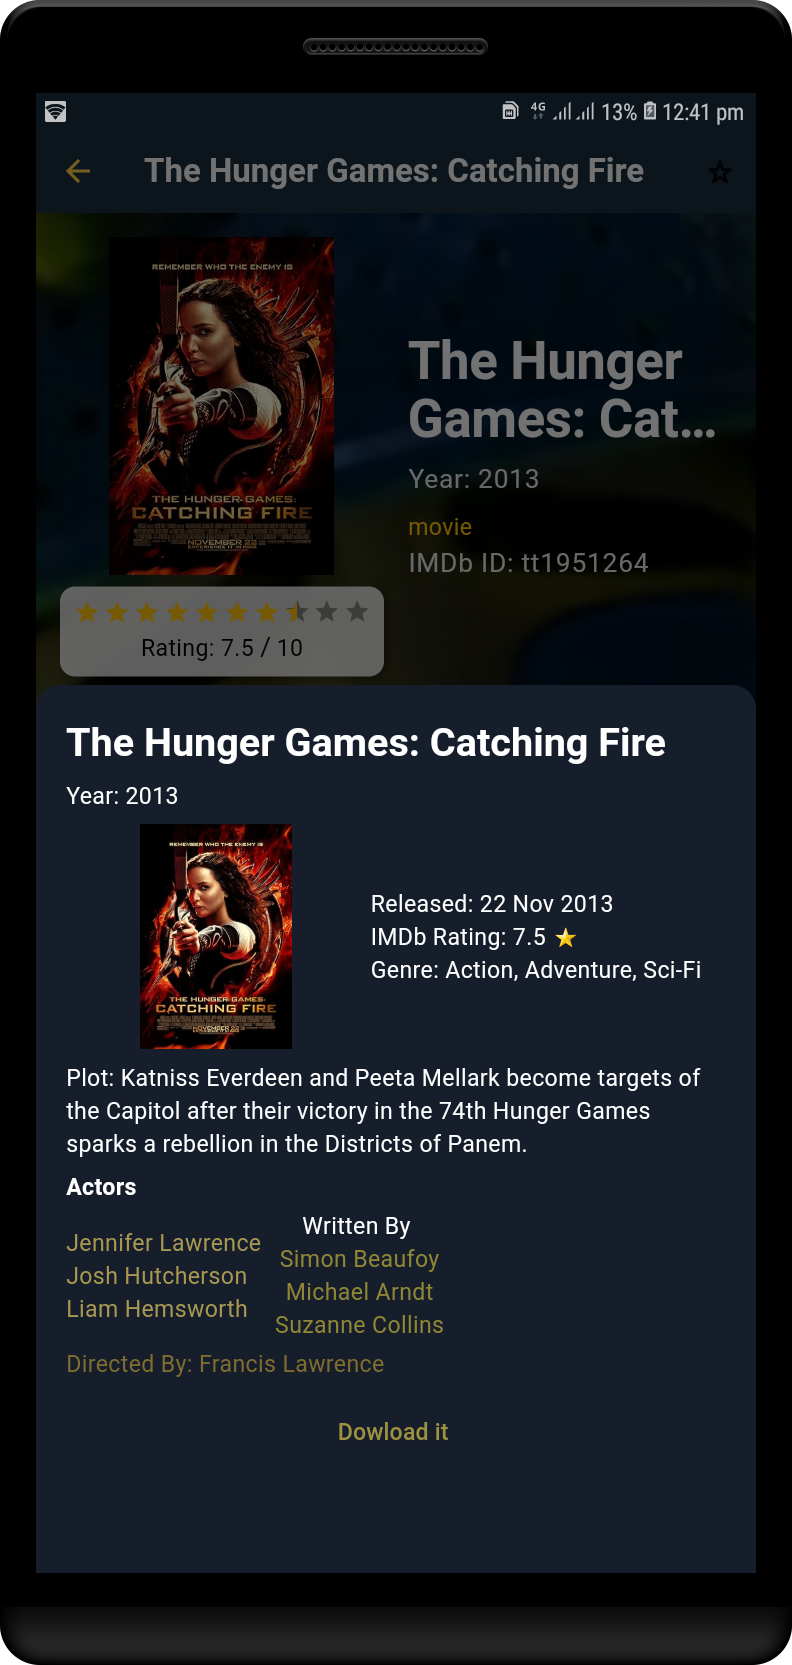 4G 13% 12:41 pm
The Hunger Games: Catching Fire
REMEMBER WHO THE ENEMY IS
THE HUNGER GAMES:
CATCHING FIRE
NOVEMBER 22
EXPERIENCE IT IN IMAX
The Hunger
Games: Cat...
Year: 2013
movie
IMDb ID: tt1951264
Rating: 7.5 / 10
The Hunger Games: Catching Fire
Year: 2013
REMEMBER WHO THE ENEMY IS
THE HUNGER GAMES:
CATCHING FIRE
NOVEMBER 22
Released: 22 Nov 2013
IMDb Rating: 7.5 ⭐
Genre: Action, Adventure, Sci-Fi
Plot: Katniss Everdeen and Peeta Mellark become targets of
the Capitol after their victory in the 74th Hunger Games
sparks a rebellion in the Districts of Panem.
Actors
Jennifer Lawrence
Josh Hutcherson
Liam Hemsworth
Written By
Simon Beaufoy
Michael Arndt
Suzanne Collins
Directed By: Francis Lawrence
Dowload it